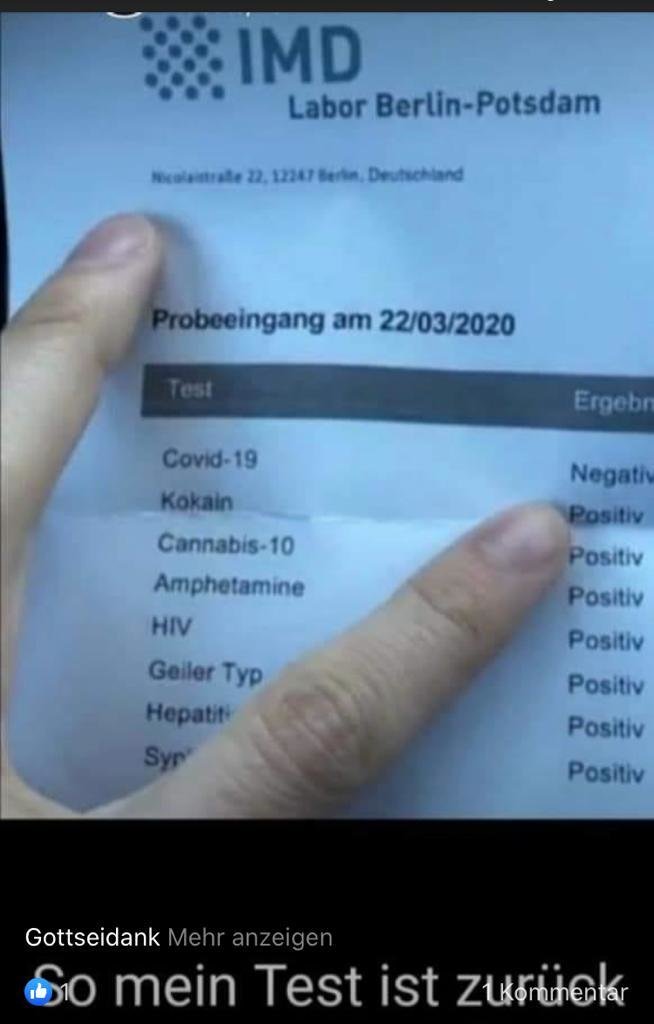 IMD
Labor Berlin-Potsdam
Nicolaistraße 22, 12247 Berlin, Deutschland
Probeeingang am 22/03/2020
Test Ergebn
Covid-19 Negativ
Kokain Positiv
Cannabis-10 Positiv
Amphetamine Positiv
HIV Positiv
Geiler Typ Positiv
Hepatiti Positiv
Syp Positiv
Gottseidank Mehr anzeigen
So mein Test ist zurück
1 1 Kommentar